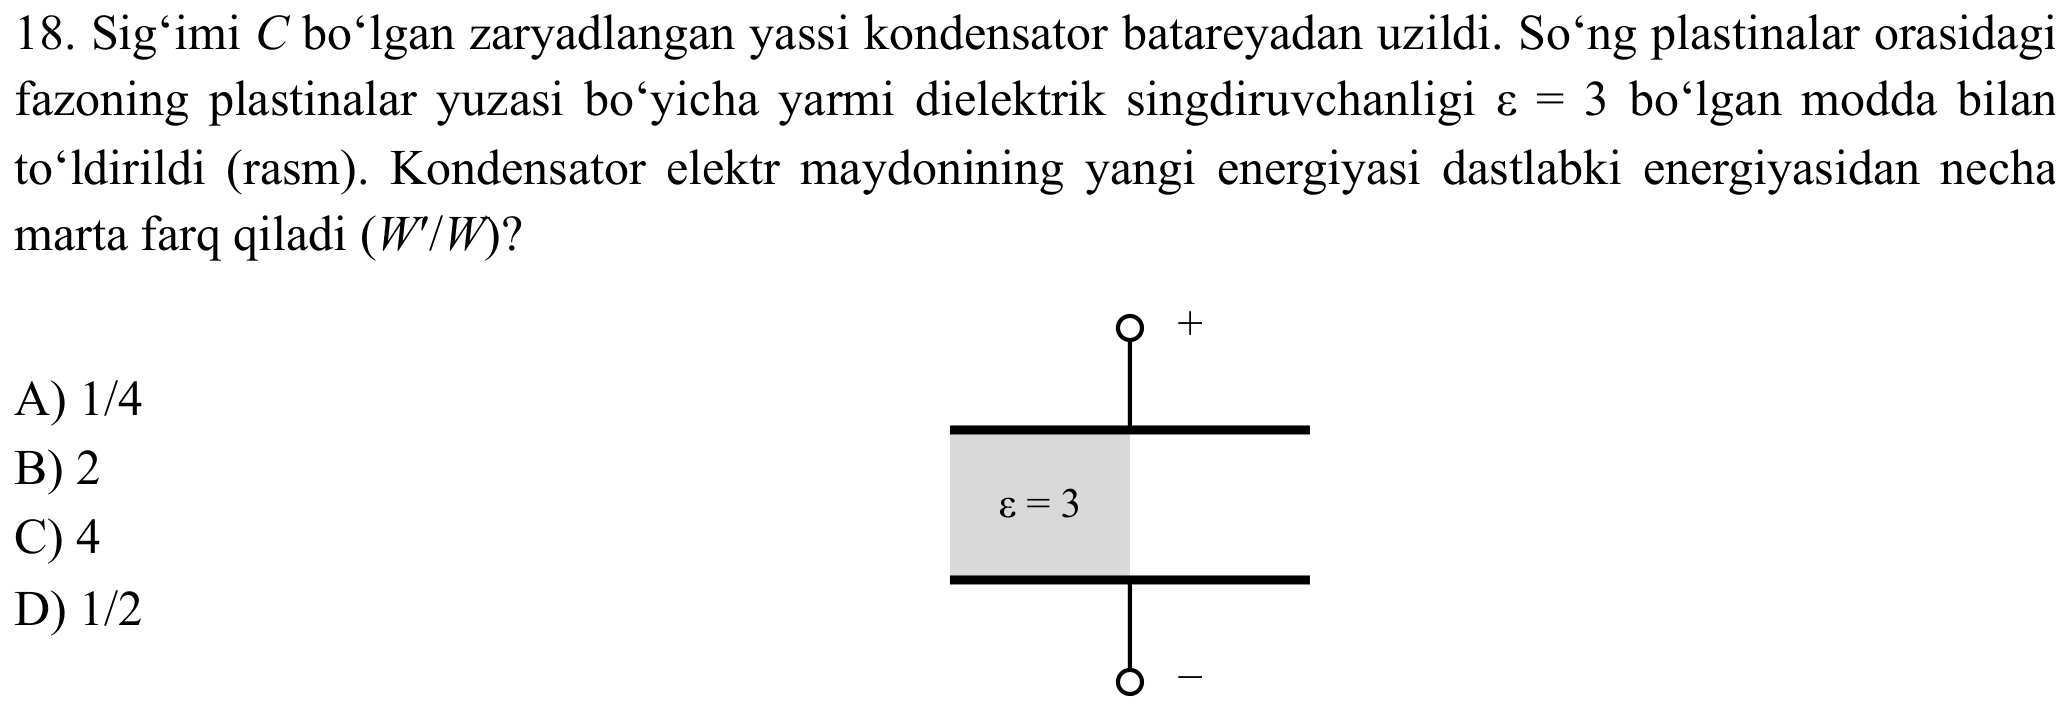 18. Sig‘imi C bo‘lgan zaryadlangan yassi kondensator batareyadan uzildi. So‘ng plastinalar orasidagi
fazoning plastinalar yuzasi bo‘yicha yarmi dielektrik singdiruvchanligi ε = 3 bo‘lgan modda bilan
to‘ldirildi (rasm). Kondensator elektr maydonining yangi energiyasi dastlabki energiyasidan necha
marta farq qiladi (W′/W)?
+
A) 1/4
B) 2
ε = 3
C) 4
D) 1/2
−